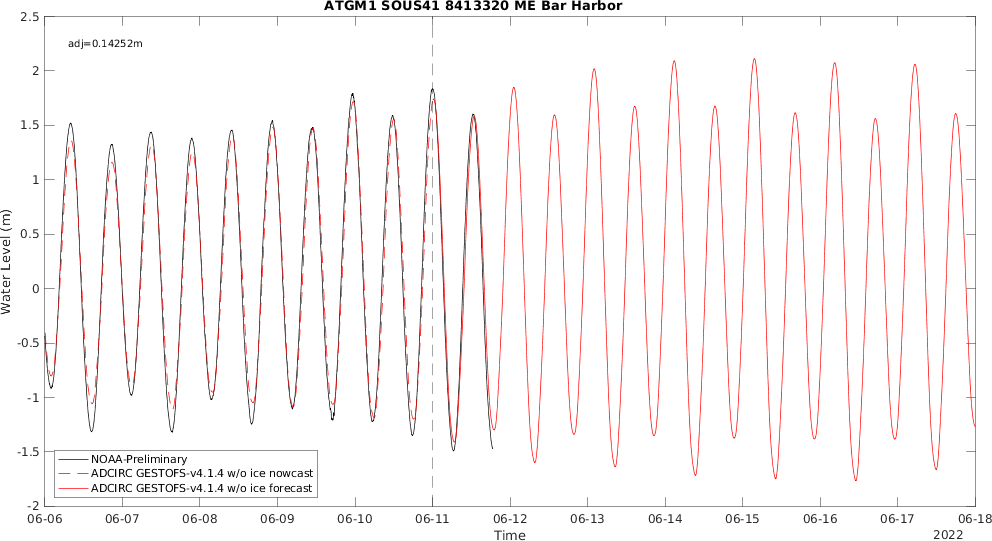 ATGM1 SOUS41 8413320 ME Bar Harbor
adj=0.14252m
2.5
2
1.5
1
0.5
0
-0.5
-1
-1.5
-2
Water Level (m)
NOAA-Preliminary
ADCIRC GESTOFS-v4.1.4 w/o ice nowcast
ADCIRC GESTOFS-v4.1.4 w/o ice forecast
06-06 06-07 06-08 06-09 06-10 06-11 06-12 06-13 06-14 06-15 06-16 06-17 06-18
Time
2022